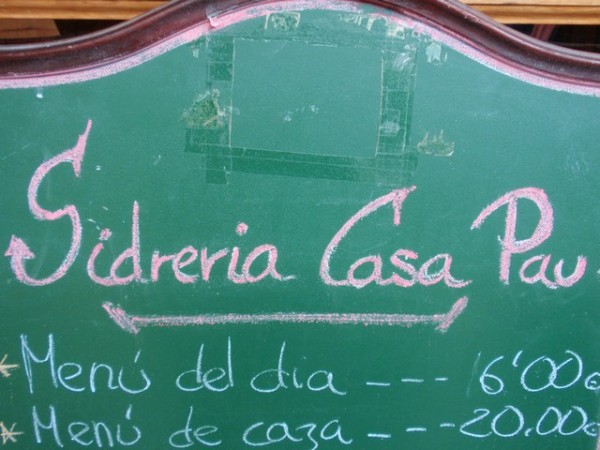 Sidreria Casa Pau
* Menú del dia --- 6'00€
* Menú de caza --- 20.00€